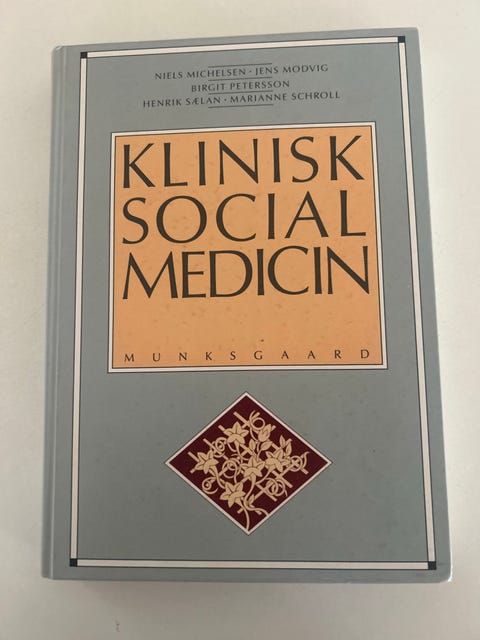 NIELS MICHELSEN · JENS MODVIG
BIRGIT PETERSSON
HENRIK SÆLAN · MARIANNE SCHROLL
KLINISK
SOCIAL
MEDICIN
MUNKSGAARD